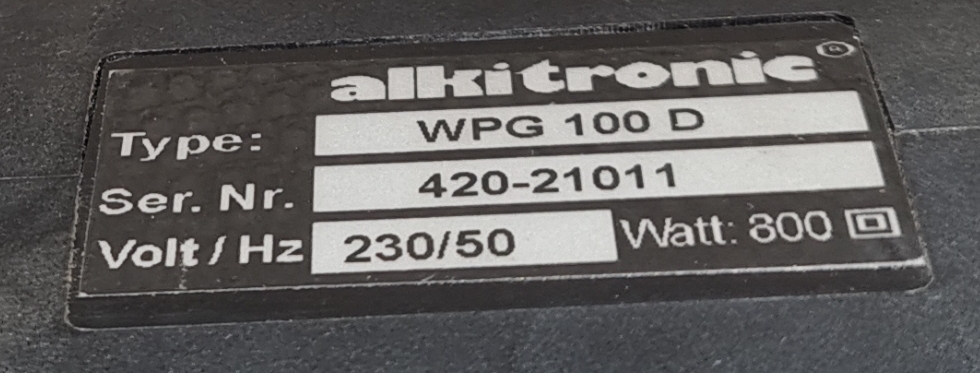 alkitronic®
Type: WPG 100 D
Ser. Nr. 420-21011
Volt / Hz 230/50 Watt: 800